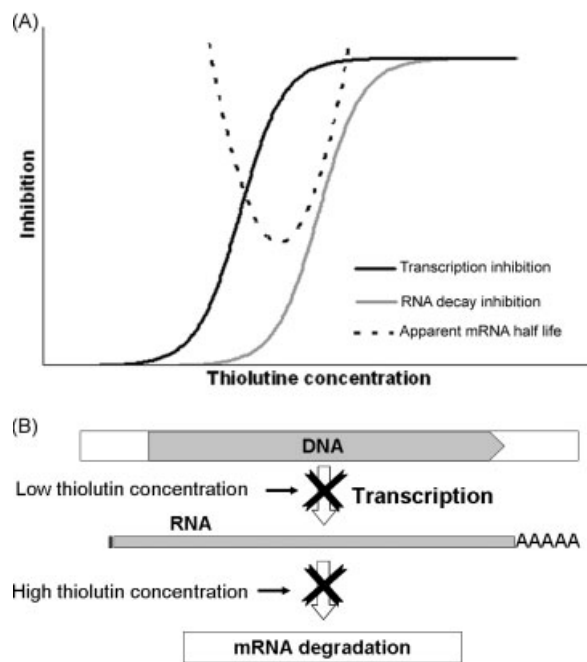 (A)
Inhibition
Transcription inhibition
RNA decay inhibition
Apparent mRNA half life
Thiolutine concentration
(B)
DNA
Low thiolutin concentration
Transcription
RNA
AAAAA
High thiolutin concentration
mRNA degradation